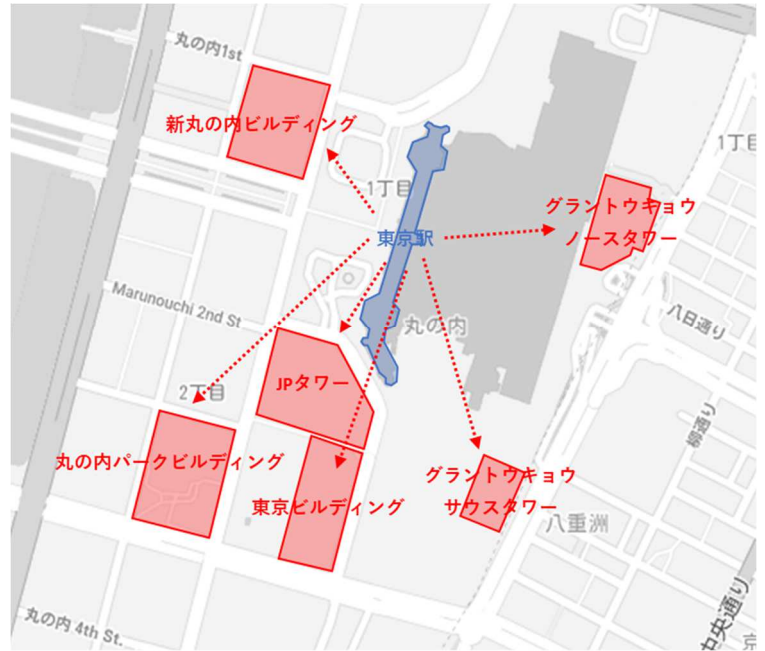 丸の内1st
新丸の内ビルディング
1丁目
1丁目
グラントウキョウ
ノースタワー
東京駅
Marunouchi 2nd St
丸の内
八日通り
JPタワー
2丁目
柳通り
丸の内パークビルディング
グラントウキョウ
サウスタワー
東京ビルディング
八重洲
中央通り
丸の内 4th St.
京